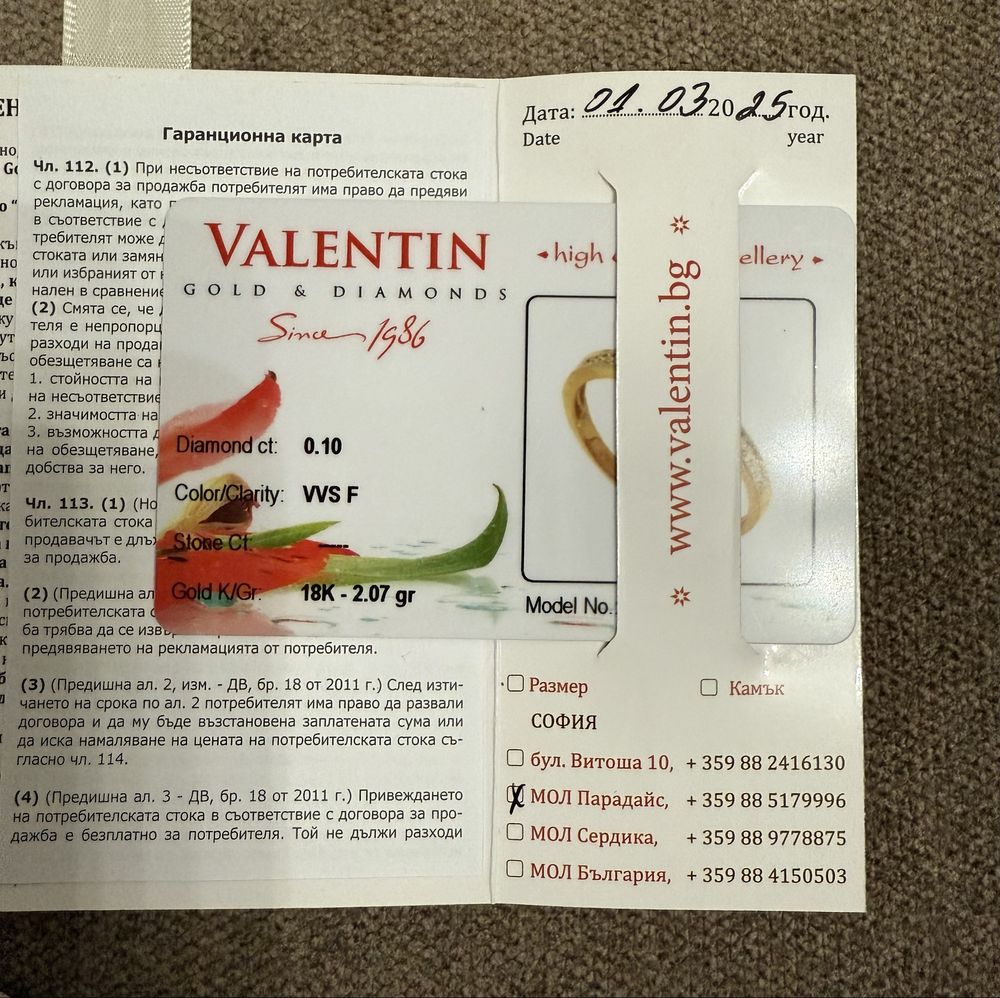 Гаранционна карта
Чл. 112. (1) При несъответствие на потребителската стока
с договора за продажба потребителят има право да предяви
рекламация, като
в съответствие с
требителят може
стоката или замян
или избраният от
нален в сравнение
(2) Смята се, че
теля е непропорц
разходи на прода
обезщетяване са
1. стойността на
на несъответствие
2. значимостта на
3. възможността
на обезщетяване,
добства за него.
Чл. 113. (1) (Но
бителската стока
продавачът е длъж
за продажба.
(2) (Предишна ал
потребителската с
ба трябва да се извър
предявяването на рекламацията от потребителя.
(3) (Предишна ал. 2, изм. - ДВ, бр. 18 от 2011 г.) След изти-
чането на срока по ал. 2 потребителят има право да развали
договора и да му бъде възстановена заплатената сума или
да иска намаляване на цената на потребителската стока съ-
гласно чл. 114.
(4) (Предишна ал. 3 - ДВ, бр. 18 от 2011 г.) Привеждането
на потребителската стока в съответствие с договора за про-
дажба е безплатно за потребителя. Той не дължи разходи
VALENTIN
GOLD & DIAMONDS
Since 1986
high ellery
Diamond ct: 0.10
Color/Clarity: VVS F
Stone Ct: ----
Gold K/Gr: 18K - 2.07 gr
Model No.
Дата: 01.03 2025 год.
Date year
www.valentin.bg
Размер Камък
СОФИЯ
бул. Витоша 10, + 359 88 2416130
X МОЛ Парадайс, + 359 88 5179996
МОЛ Сердика, + 359 88 9778875
МОЛ България, + 359 88 4150503